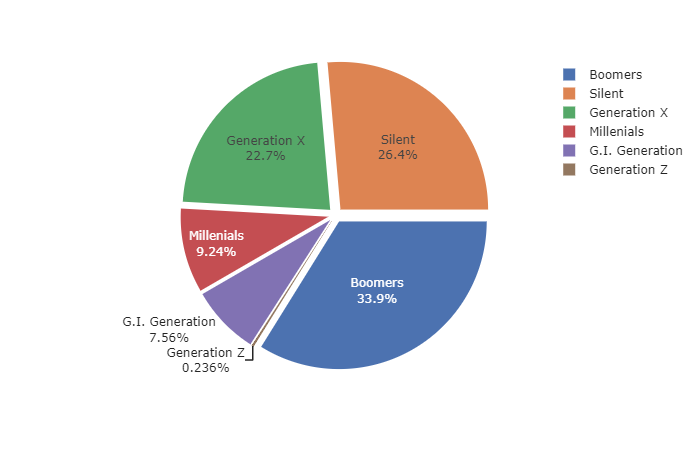 Generation X
22.7%
Silent
26.4%
Millenials
9.24%
Boomers
33.9%
G.I. Generation
7.56%
Generation Z
0.236%
Boomers
Silent
Generation X
Millenials
G.I. Generation
Generation Z